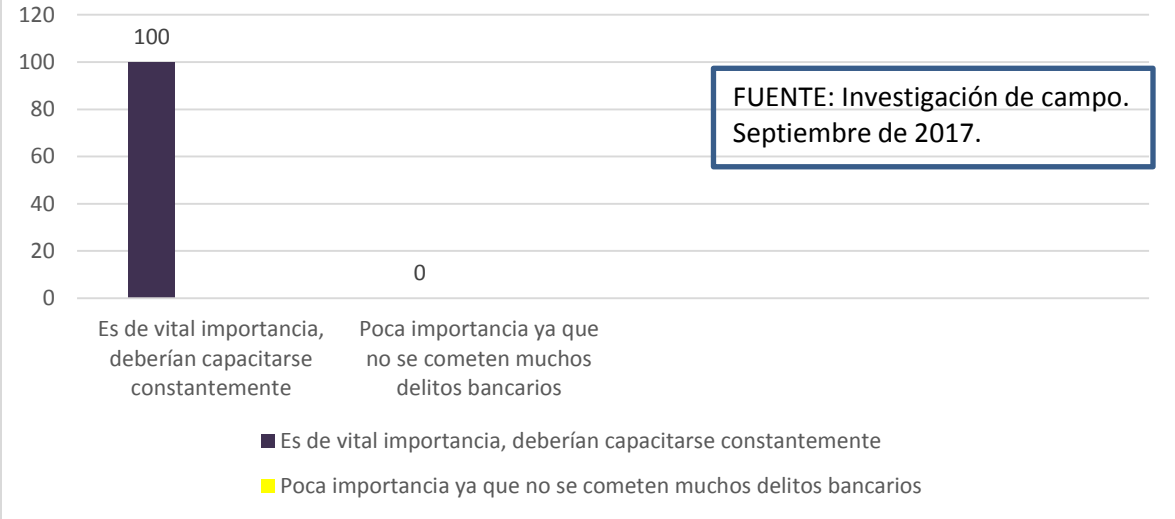 120
100
80
60
40
20
0
100
0
FUENTE: Investigación de campo.
Septiembre de 2017.
Es de vital importancia,
deberían capacitarse
constantemente
Poca importancia ya que
no se cometen muchos
delitos bancarios
Es de vital importancia, deberían capacitarse constantemente
Poca importancia ya que no se cometen muchos delitos bancarios